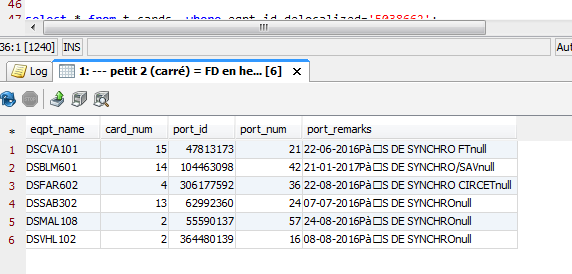 46
47 select * from t_cards where eqpt_id_delocalized='5038662';
36:1 [1240] INS Aut
Log 1: --- petit 2 (carré) = FD en he... [6]
* eqpt_name card_num port_id port_num port_remarks
1 DSCVA101 15 47813173 21 22-06-2016Pà□S DE SYNCHRO FTnull
2 DSBLM601 14 104463098 42 21-01-2017Pà□S DE SYNCHRO/SAVnull
3 DSFAR602 4 306177592 36 22-08-2016Pà□S DE SYNCHRO CIRCETnull
4 DSSAB302 13 62992360 24 07-07-2016Pà□S DE SYNCHROnull
5 DSMAL108 2 55590137 57 24-08-2016Pà□S DE SYNCHROnull
6 DSVHL102 2 364480139 16 08-08-2016Pà□S DE SYNCHROnull